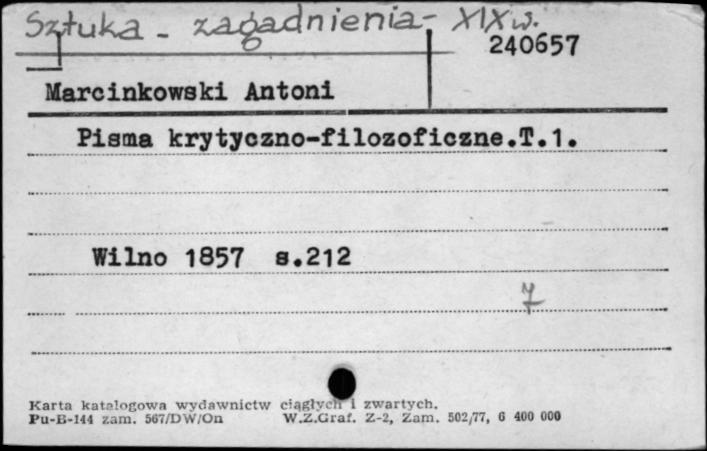 Sztuka - zagadnienia - XIX w.
240657
Marcinkowski Antoni
Pisma krytyczno-filozoficzne.T.1.
Wilno 1857 s.212
7
Karta katalogowa wydawnictw ciągłych i zwartych.
Pu-B-144 zam. 567/DW/On W.Z.Graf. Z-2, Zam. 502/77, 6 400 000